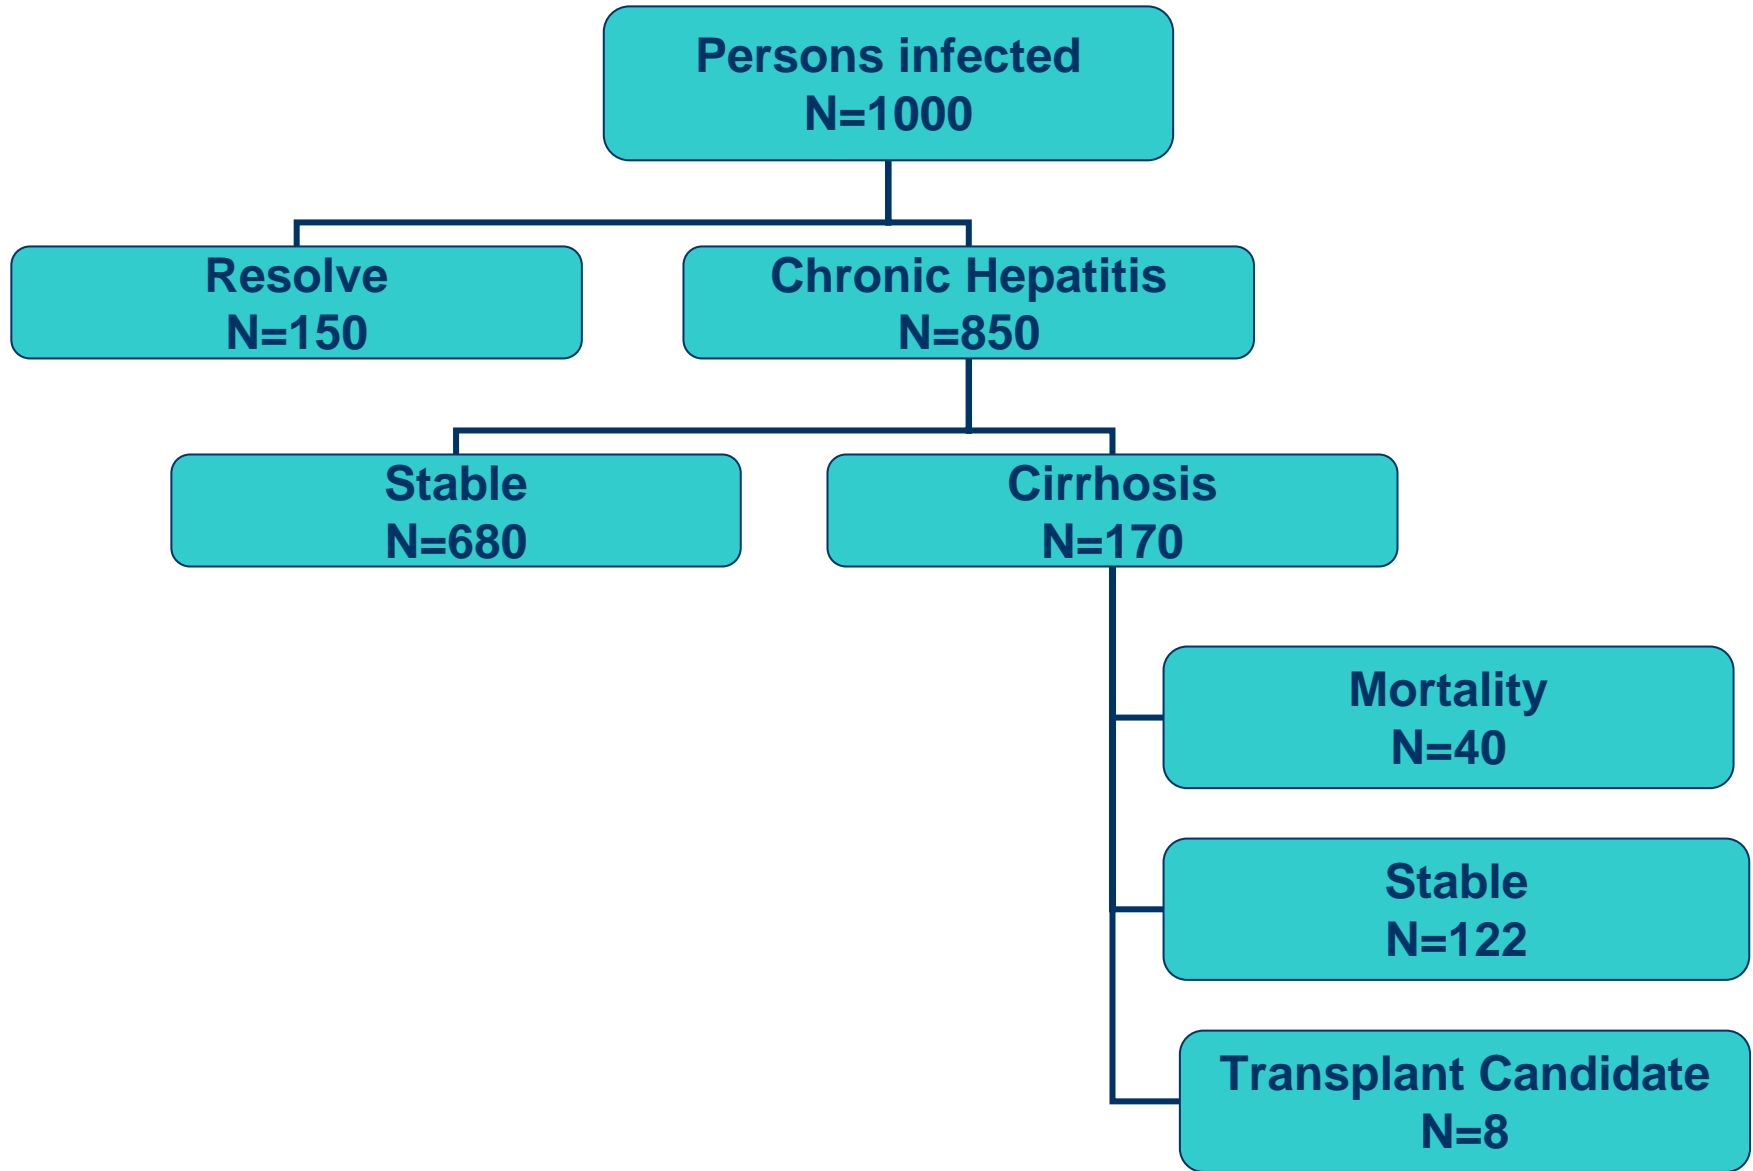 Persons infected
N=1000
Resolve
N=150
Chronic Hepatitis
N=850
Stable
N=680
Cirrhosis
N=170
Mortality
N=40
Stable
N=122
Transplant Candidate
N=8